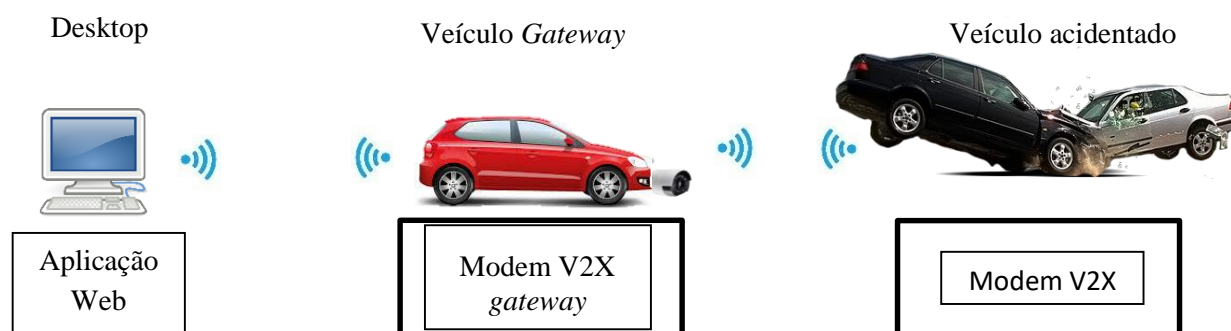 Desktop
Veículo Gateway
Veículo acidentado
Aplicação
Web
Modem V2X
gateway
Modem V2X